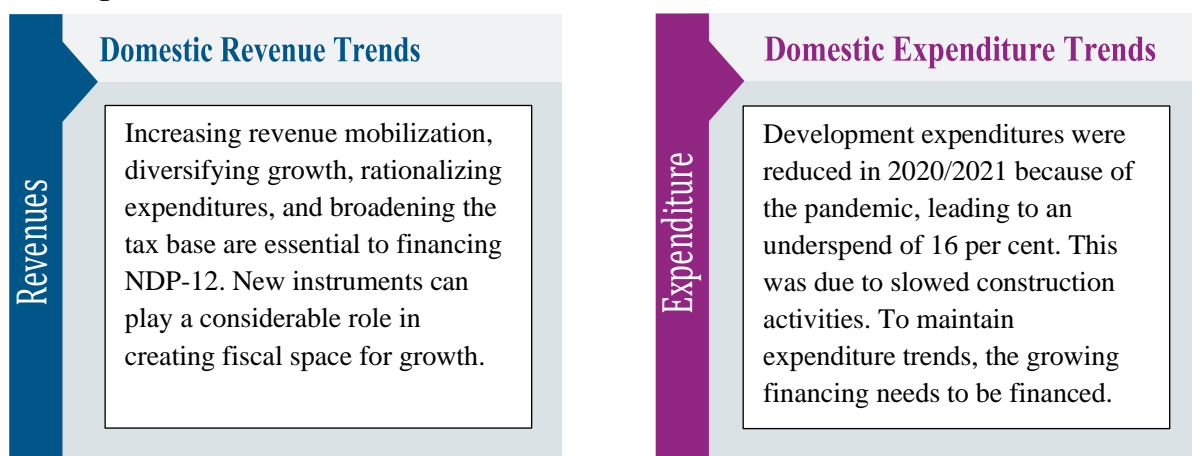 Revenues
Domestic Revenue Trends
Increasing revenue mobilization,
diversifying growth, rationalizing
expenditures, and broadening the
tax base are essential to financing
NDP-12. New instruments can
play a considerable role in
creating fiscal space for growth.
Expenditure
Domestic Expenditure Trends
Development expenditures were
reduced in 2020/2021 because of
the pandemic, leading to an
underspend of 16 per cent. This
was due to slowed construction
activities. To maintain
expenditure trends, the growing
financing needs to be financed.